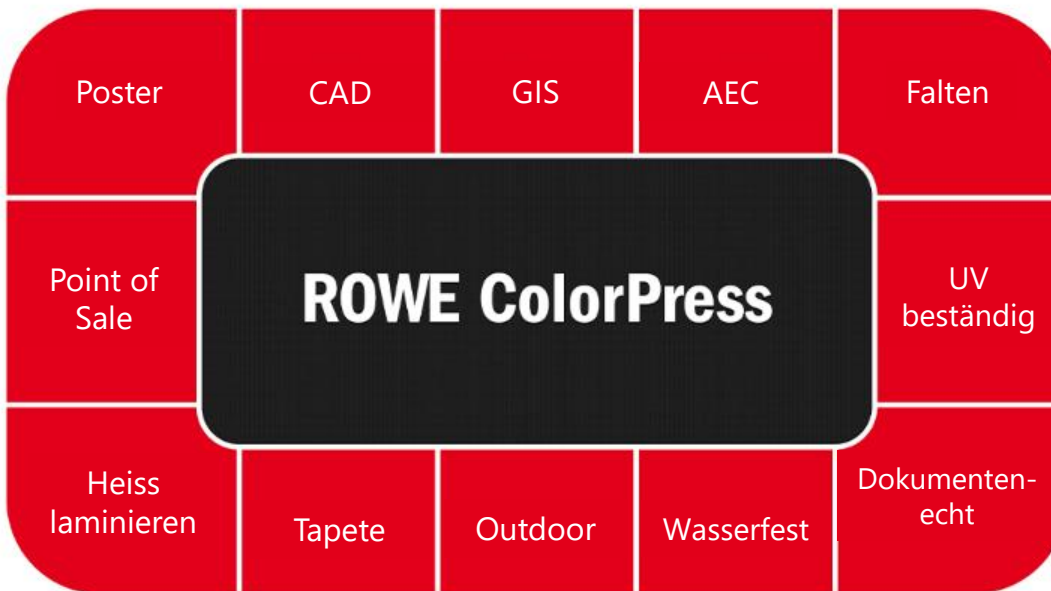 Poster
CAD
GIS
AEC
Falten
Point of
Sale
ROWE ColorPress
UV
beständig
Heiss
laminieren
Tapete
Outdoor
Wasserfest
Dokumenten-
echt